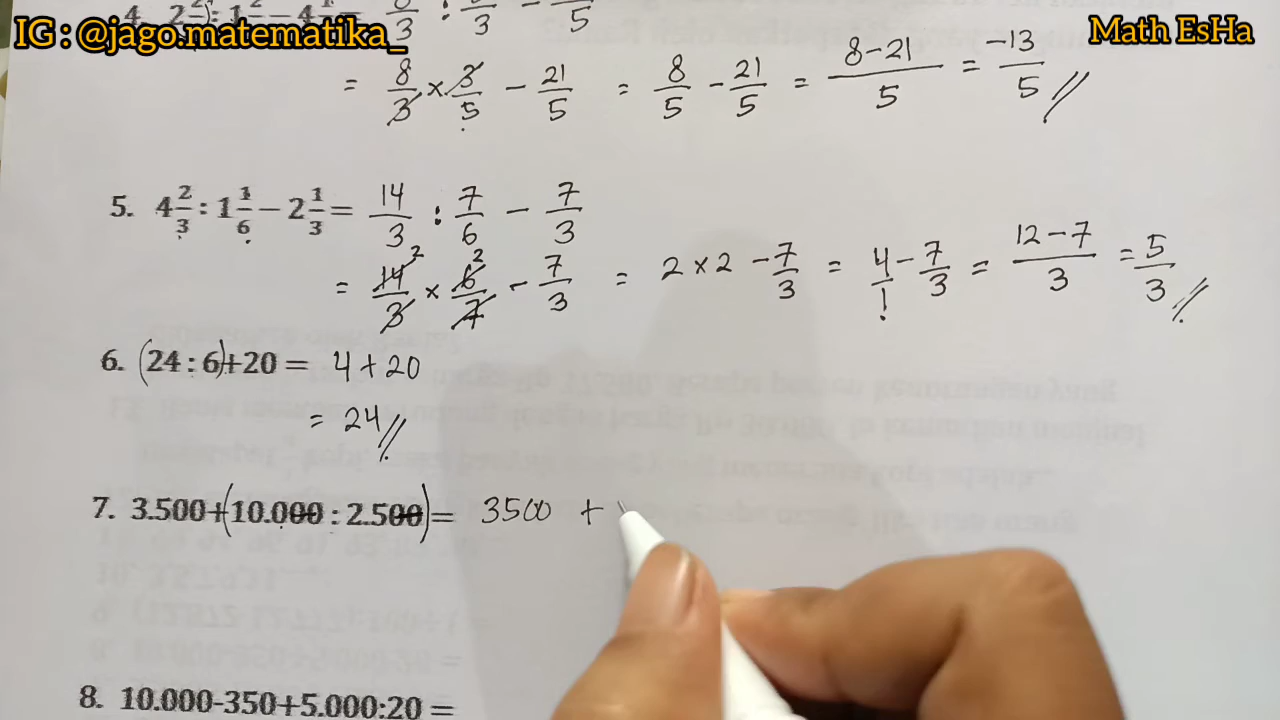 IG : @jago.matematika_
Math EsHa
= 8/3 × 3/5 − 21/5 = 8/5 − 21/5 = 8−21/5 = −13/5 //
5. 4 2/3 : 1 1/6 − 2 1/3 = 14/3 : 7/6 − 7/3
= 14/3 2 × 6/7 2 − 7/3 = 2 × 2 − 7/3 = 4/1 − 7/3 = 12−7/3 = 5/3 //
6. (24 : 6)+20 = 4 + 20
= 24 //
7. 3.500+(10.000 : 2.500) = 3500 +
8. 10.000-350+5.000:20 =